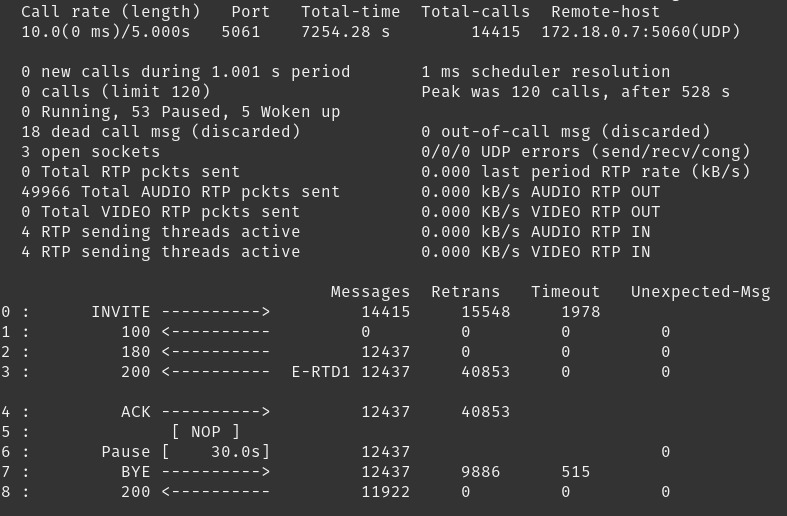 Call rate (length) Port Total-time Total-calls Remote-host
10.0(0 ms)/5.000s 5061 7254.28 s 14415 172.18.0.7:5060(UDP)
0 new calls during 1.001 s period 1 ms scheduler resolution
0 calls (limit 120) Peak was 120 calls, after 528 s
0 Running, 53 Paused, 5 Woken up
18 dead call msg (discarded) 0 out-of-call msg (discarded)
3 open sockets 0/0/0 UDP errors (send/recv/cong)
0 Total RTP pckts sent 0.000 last period RTP rate (kB/s)
49966 Total AUDIO RTP pckts sent 0.000 kB/s AUDIO RTP OUT
0 Total VIDEO RTP pckts sent 0.000 KB/s VIDEO RTP OUT
4 RTP sending threads active 0.000 kB/s AUDIO RTP IN
4 RTP sending threads active 0.000 KB/s VIDEO RTP IN
Messages Retrans Timeout Unexpected-Msg
0 : INVITE ----------> 14415 15548 1978
1 : 100 <---------- 0 0 0 0
2 : 180 <---------- 12437 0 0 0
3 : 200 <---------- E-RTD1 12437 40853 0 0
4 : ACK ----------> 12437 40853
5 : [ NOP ]
6 : Pause [ 30.0s] 12437 0
7 : BYE ----------> 12437 9886 515
8 : 200 <---------- 11922 0 0 0